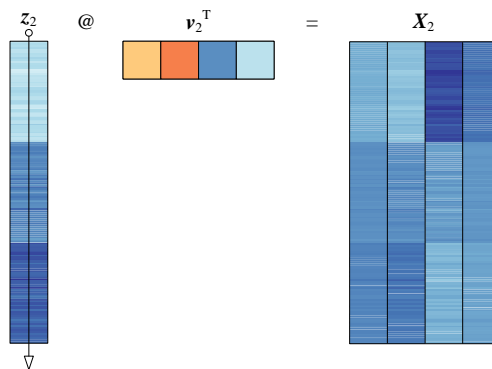 z₂ @ v₂ᵀ = X₂